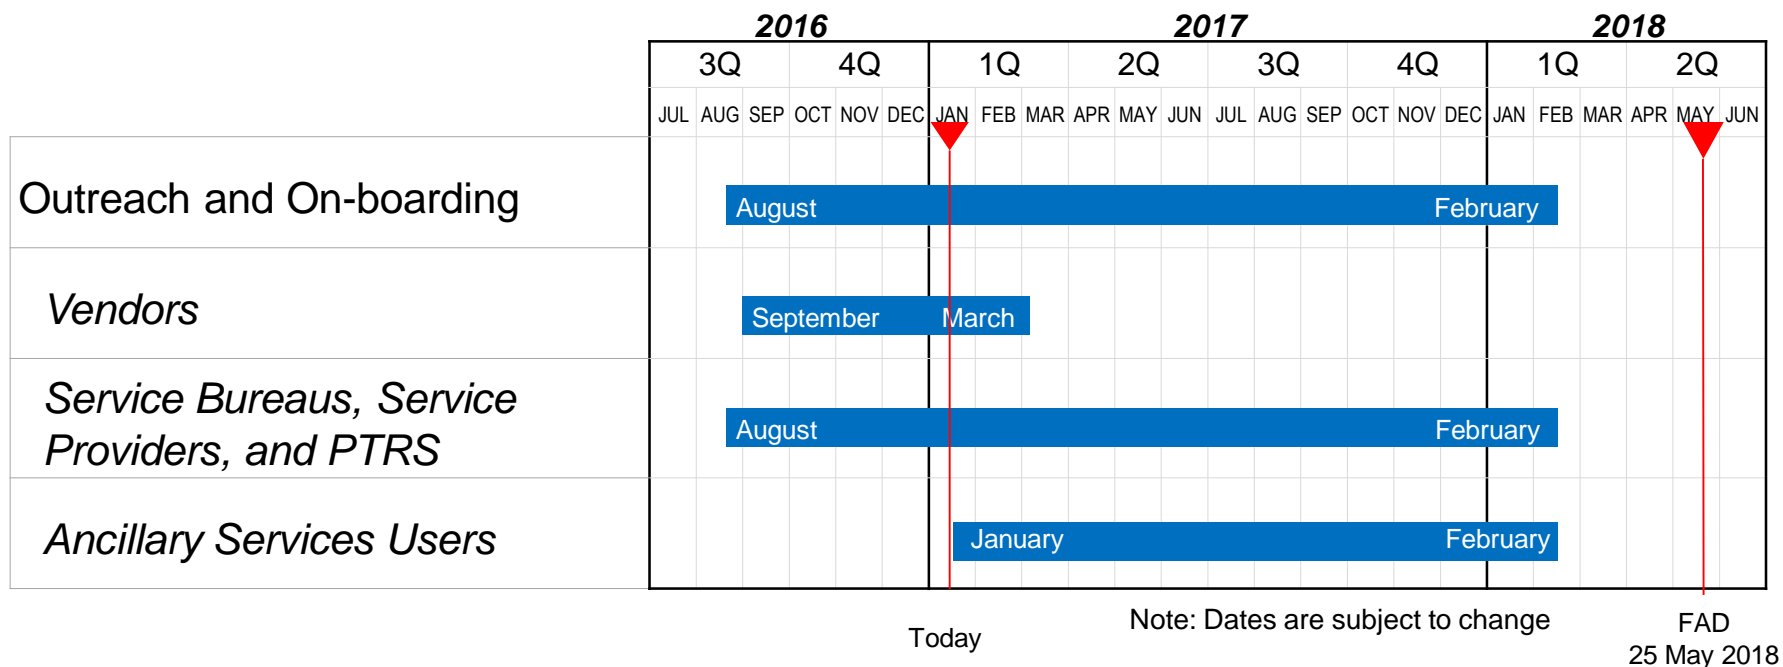 2016 2017 2018
3Q 4Q 1Q 2Q 3Q 4Q 1Q 2Q
JUL AUG SEP OCT NOV DEC JAN FEB MAR APR MAY JUN JUL AUG SEP OCT NOV DEC JAN FEB MAR APR MAY JUN
Outreach and On-boarding
August February
Vendors
September March
Service Bureaus, Service
Providers, and PTRS
August February
Ancillary Services Users
January February
Today
Note: Dates are subject to change
FAD
25 May 2018